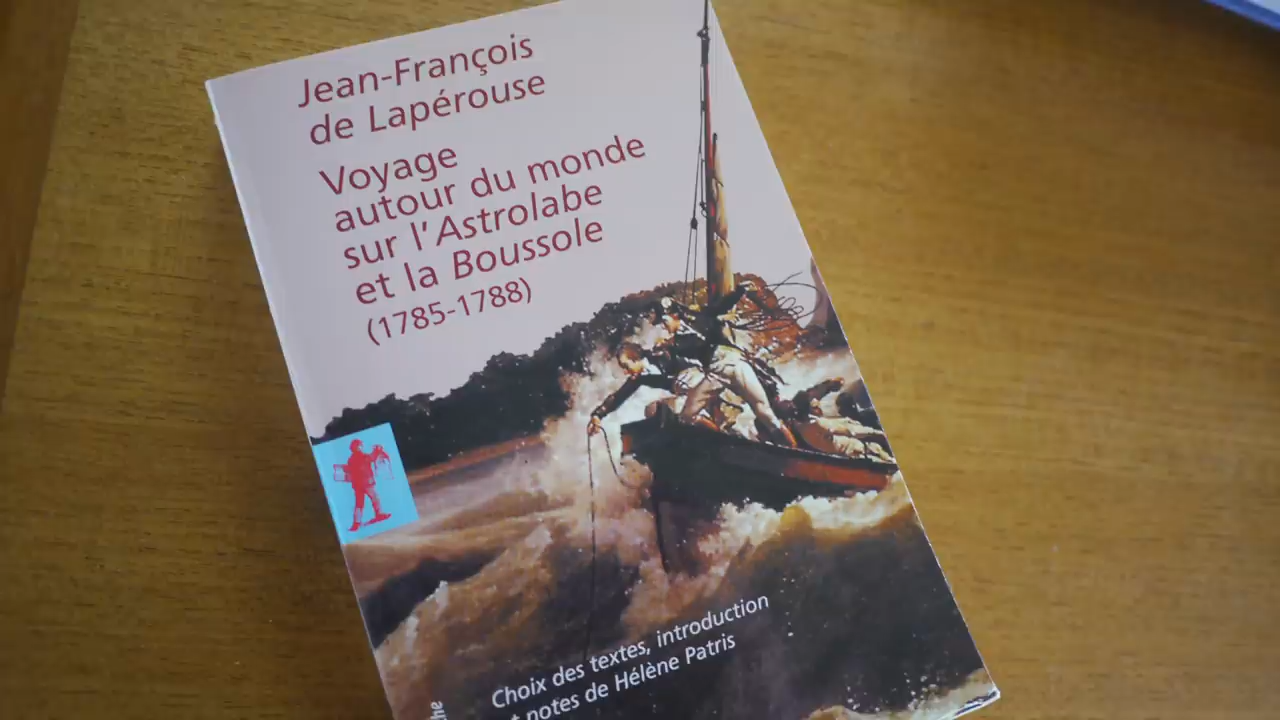 Jean-François
de Lapérouse
Voyage
autour du monde
sur l'Astrolabe
et la Boussole
(1785-1788)
Choix des textes, introduction
notes de Hélène Patris